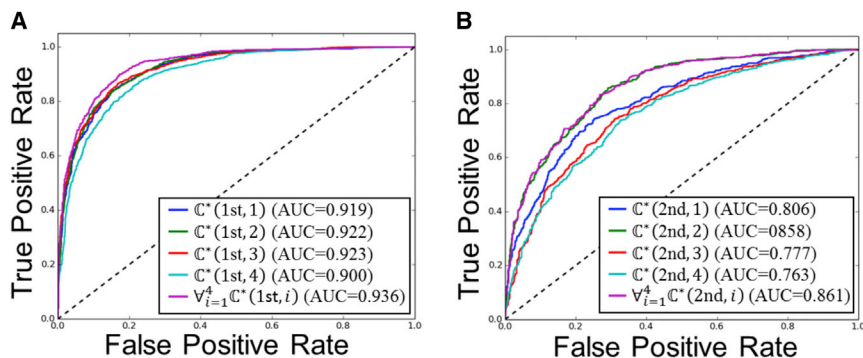 A
True Positive Rate
1.0
0.8
0.6
0.4
0.2
0.0
0.0 0.2 0.4 0.6 0.8 1.0
False Positive Rate
ℂ*(1st, 1) (AUC=0.919)
ℂ*(1st, 2) (AUC=0.922)
ℂ*(1st, 3) (AUC=0.923)
ℂ*(1st, 4) (AUC=0.900)
∀⁴ᵢ₌₁ℂ*(1st, i) (AUC=0.936)
B
True Positive Rate
1.0
0.8
0.6
0.4
0.2
0.0
0.0 0.2 0.4 0.6 0.8 1.0
False Positive Rate
ℂ*(2nd, 1) (AUC=0.806)
ℂ*(2nd, 2) (AUC=0858)
ℂ*(2nd, 3) (AUC=0.777)
ℂ*(2nd, 4) (AUC=0.763)
∀⁴ᵢ₌₁ℂ*(2nd, i) (AUC=0.861)